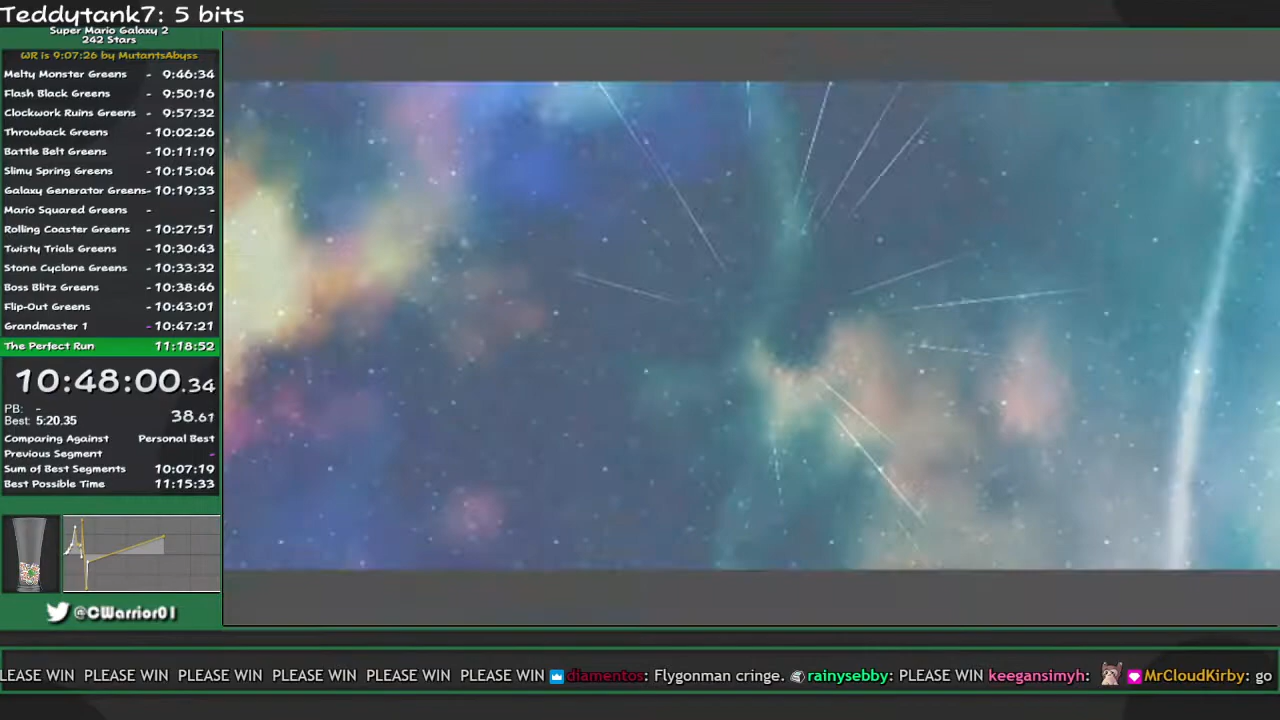 Teddytank7: 5 bits
Super Mario Galaxy 2
242 Stars
WR is 9:07:26 by MutantsAbyss
Melty Monster Greens - 9:46:34
Flash Black Greens - 9:50:16
Clockwork Ruins Greens - 9:57:32
Throwback Greens - 10:02:26
Battle Belt Greens - 10:11:19
Slimy Spring Greens - 10:15:04
Galaxy Generator Greens - 10:19:33
Mario Squared Greens - -
Rolling Coaster Greens - 10:27:51
Twisty Trials Greens - 10:30:43
Stone Cyclone Greens - 10:33:32
Boss Blitz Greens - 10:38:46
Flip-Out Greens - 10:43:01
Grandmaster 1 - 10:47:21
The Perfect Run 11:18:52
10:48:00.34
PB: -
Best: 5:20.35 38.61
Comparing Against Personal Best
Previous Segment -
Sum of Best Segments 10:07:19
Best Possible Time 11:15:33
@CWarrior01
LEASE WIN PLEASE WIN PLEASE WIN PLEASE WIN PLEASE WIN PLEASE WIN diamentos: Flygonman cringe. rainysebby: PLEASE WIN keegansimyh: MrCloudKirby: go